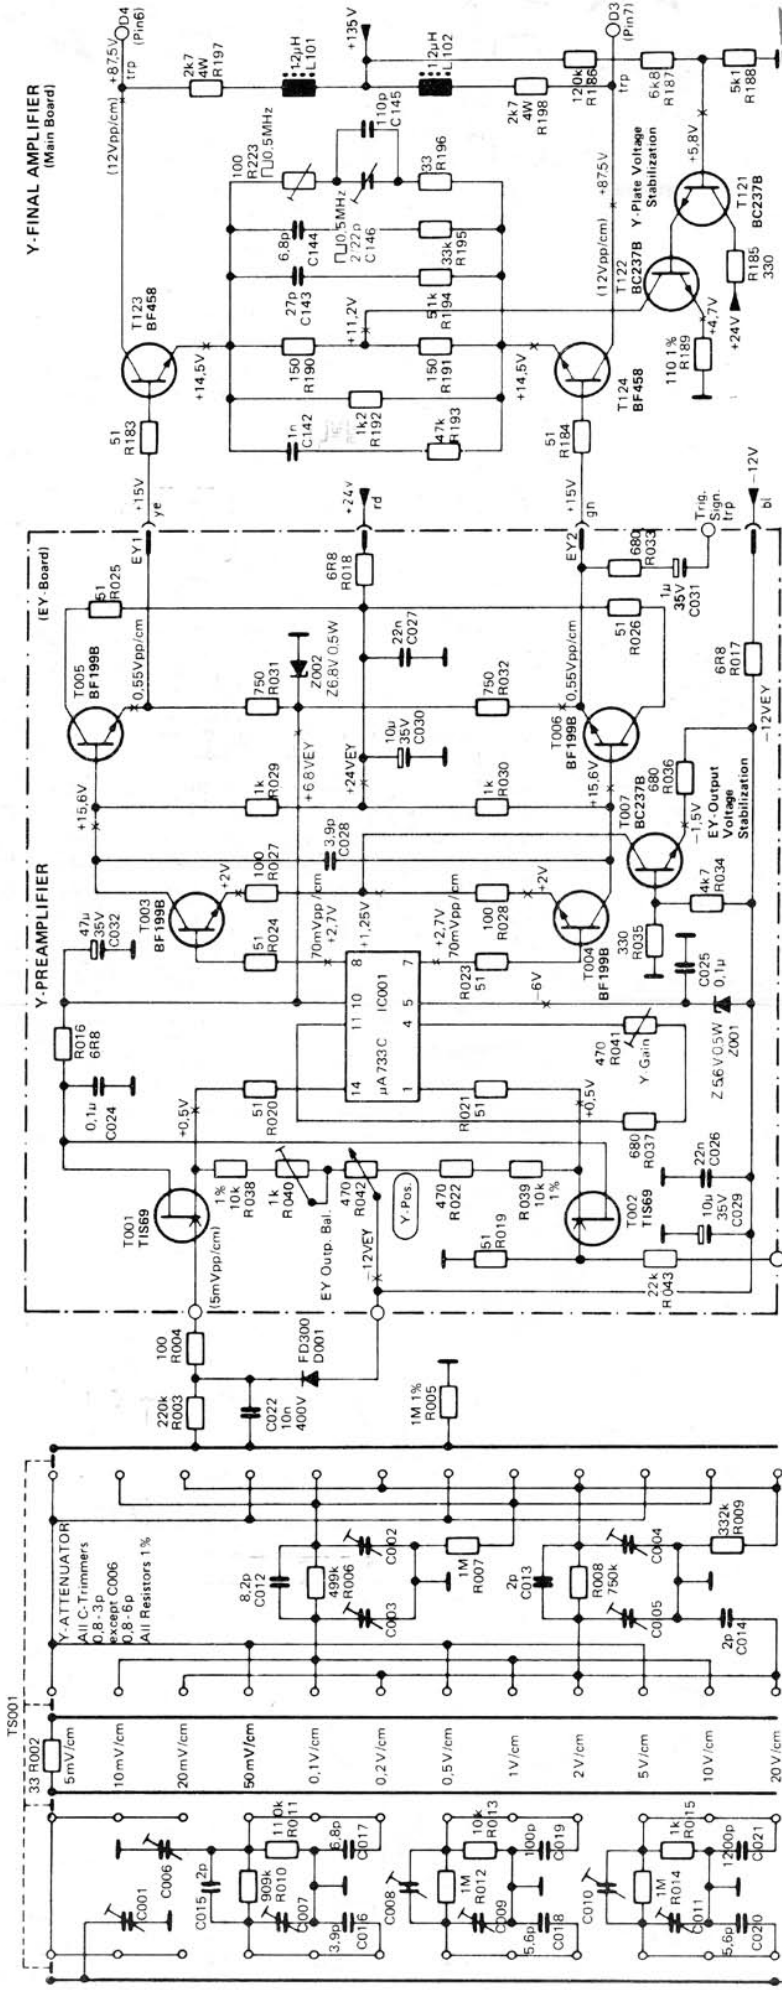 Y-FINAL AMPLIFIER
(Main Board)
D4
(Pin6)
+87,5V
trp
(12Vpp/cm)
2k7
4W
R197
12µH
L101
+135V
12µH
L102
2k7
4W
R198
D3
(Pin7)
trp
+87,5V
(12Vpp/cm)
120k
R186
6k8
R187
5k1
R188
+5,8V
T123
BF458
+14,5V
51
R183
+15V
ye
EY1
100
R223
0,5MHz
110p
C145
6,8p
C144
0,5MHz
2/22p
C146
33
R196
27p
C143
33k
R195
5,1k
R194
+11,2V
150
R190
150
R191
1n
C142
1k2
R192
47k
R193
+14,5V
T124
BF458
51
R184
+15V
gn
EY2
Y-Plate Voltage
Stabilization
T122
BC237B
T121
BC237B
R185
330
+24V
+4,7V
110 1%
R189
+24V
rd
Trig.
Sign.
trp
-12V
bl
(EY-Board)
Y-PREAMPLIFIER
51
R025
T005
BF199B
0,55Vpp/cm
6R8
R018
750
R031
Z002
Z6,8V 0,5W
22n
C027
750
R032
51
R026
680
R033
1µ
35V
C031
6R8
R017
-12VEY
0,55Vpp/cm
T006
BF199B
+15,6V
1k
R029
+6.8VEY
+24VEY
10µ
35V
C030
1k
R030
+15,6V
3,9p
C028
T007
BC237B
680
R036
-1,5V
EY-Output
Voltage
Stabilization
4k7
R034
330
R035
47µ
35V
C032
T003
BF199B
+2V
100
R027
51
R024
70mVpp/cm
+2,7V
+1,25V
+2,7V
70mVpp/cm
100
R028
+2V
R023
51
T004
BF199B
R016
6R8
0,1µ
C024
8
10
11
14
IC001
µA 733C
7
5
4
1
-6V
C025
0,1µ
Z 5,6V 0,5W
Z001
470
R041
Y Gain
680
R037
51
R020
+0,5V
R021
51
+0,5V
T001
TIS69
(5mVpp/cm)
1%
10k
R038
1k
R040
EY Outp. Bal.
470
R042
Y-Pos.
-12VEY
470
R022
R039
10k
1%
T002
TIS69
51
R019
22k
R043
10µ
35V
C029
22n
C026
100
R004
220k
R003
C022
10n
400V
FD300
D001
1M 1%
R005
TS001
33 R002
Y-ATTENUATOR
All C-Trimmers
0,8-3p
except C006
0,8-6p
All Resistors 1%
8,2p
C012
499k
R006
C002
C003
1M
R007
2p
C013
R008
750k
C004
C005
332k
R009
2p
C014
5mV/cm
10mV/cm
20mV/cm
50mV/cm
0,1V/cm
0,2V/cm
0,5V/cm
1V/cm
2V/cm
5V/cm
10V/cm
20V/cm
C001
C006
C015
2p
909k
R010
110k
R011
C007
3,9p
C016
6,8p
C017
C008
1M
R012
10k
R013
C009
5,6p
C018
100p
C019
C010
1M
R014
1k
R015
C011
5,6p
C020
1200p
C021